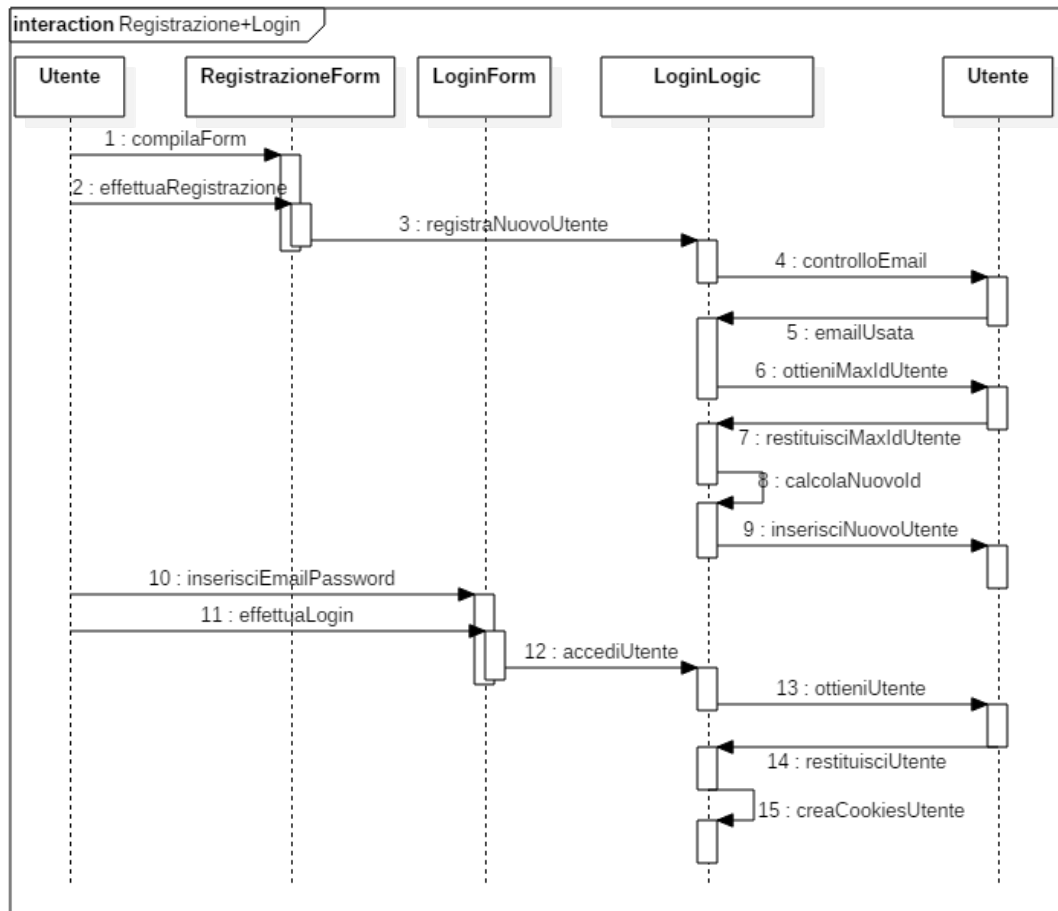 interaction Registrazione+Login
Utente
RegistrazioneForm
LoginForm
LoginLogic
Utente
1 : compilaForm
2 : effettuaRegistrazione
3 : registraNuovoUtente
4 : controlloEmail
5 : emailUsata
6 : ottieniMaxIdUtente
7 : restituisciMaxIdUtente
8 : calcolaNuovoId
9 : inserisciNuovoUtente
10 : inserisciEmailPassword
11 : effettuaLogin
12 : accediUtente
13 : ottieniUtente
14 : restituisciUtente
15 : creaCookiesUtente